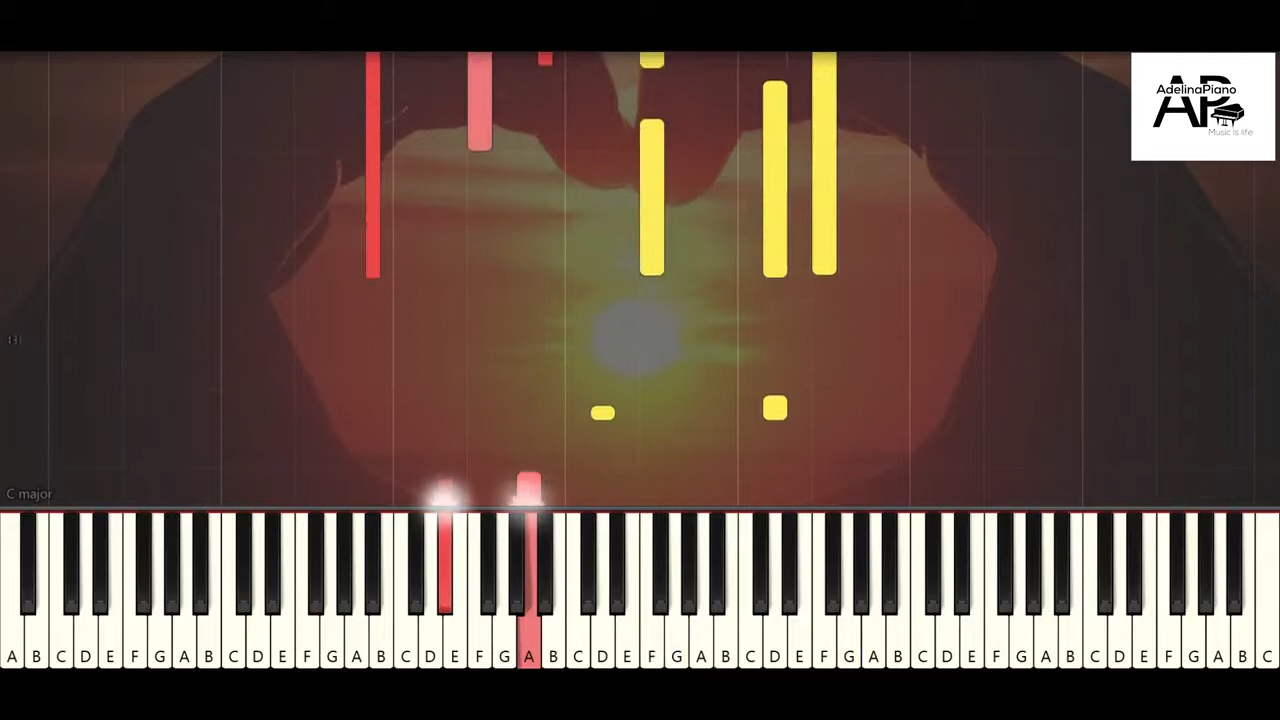 AP
AdelinaPiano
Music is life
C major
A B C D E F G A B C D E F G A B C D E F G A B C D E F G A B C D E F G A B C D E F G A B C D E F G A B C